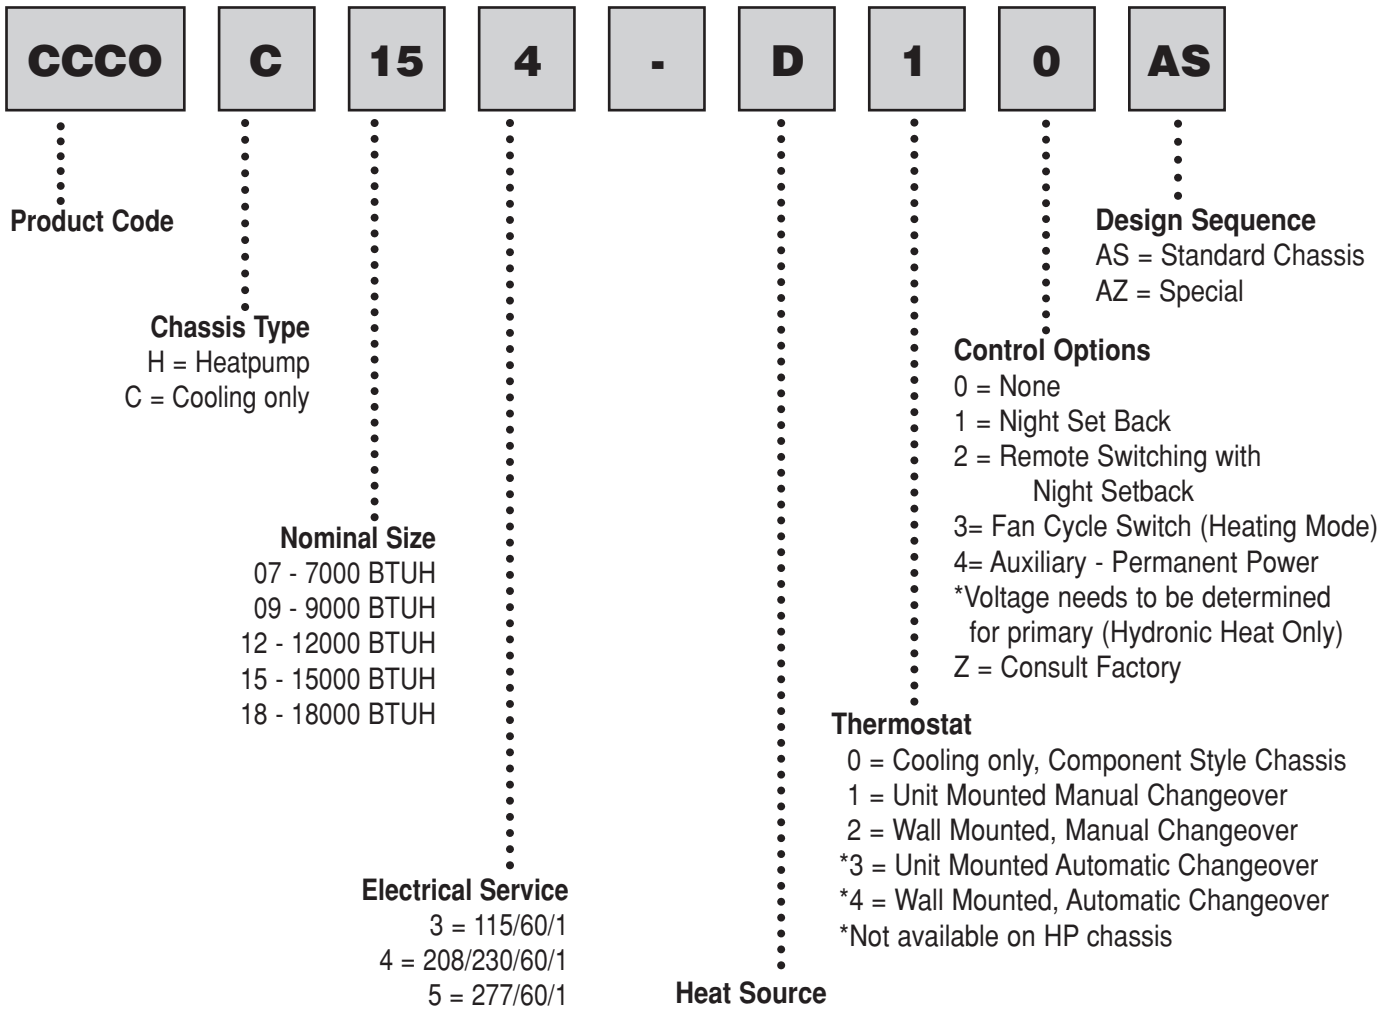 CCCO C 15 4 - D 1 0 AS
Product Code
Chassis Type
H = Heatpump
C = Cooling only
Nominal Size
07 - 7000 BTUH
09 - 9000 BTUH
12 - 12000 BTUH
15 - 15000 BTUH
18 - 18000 BTUH
Electrical Service
3 = 115/60/1
4 = 208/230/60/1
5 = 277/60/1
Heat Source
Thermostat
0 = Cooling only, Component Style Chassis
1 = Unit Mounted Manual Changeover
2 = Wall Mounted, Manual Changeover
*3 = Unit Mounted Automatic Changeover
*4 = Wall Mounted, Automatic Changeover
*Not available on HP chassis
Control Options
0 = None
1 = Night Set Back
2 = Remote Switching with
Night Setback
3= Fan Cycle Switch (Heating Mode)
4= Auxiliary - Permanent Power
*Voltage needs to be determined
for primary (Hydronic Heat Only)
Z = Consult Factory
Design Sequence
AS = Standard Chassis
AZ = Special